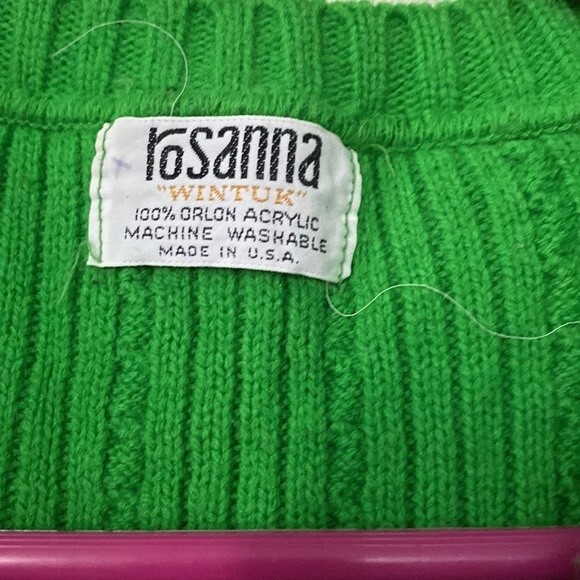 rosanna
"WINTUK"
100% ORLON ACRYLIC
MACHINE WASHABLE
MADE IN U.S.A.